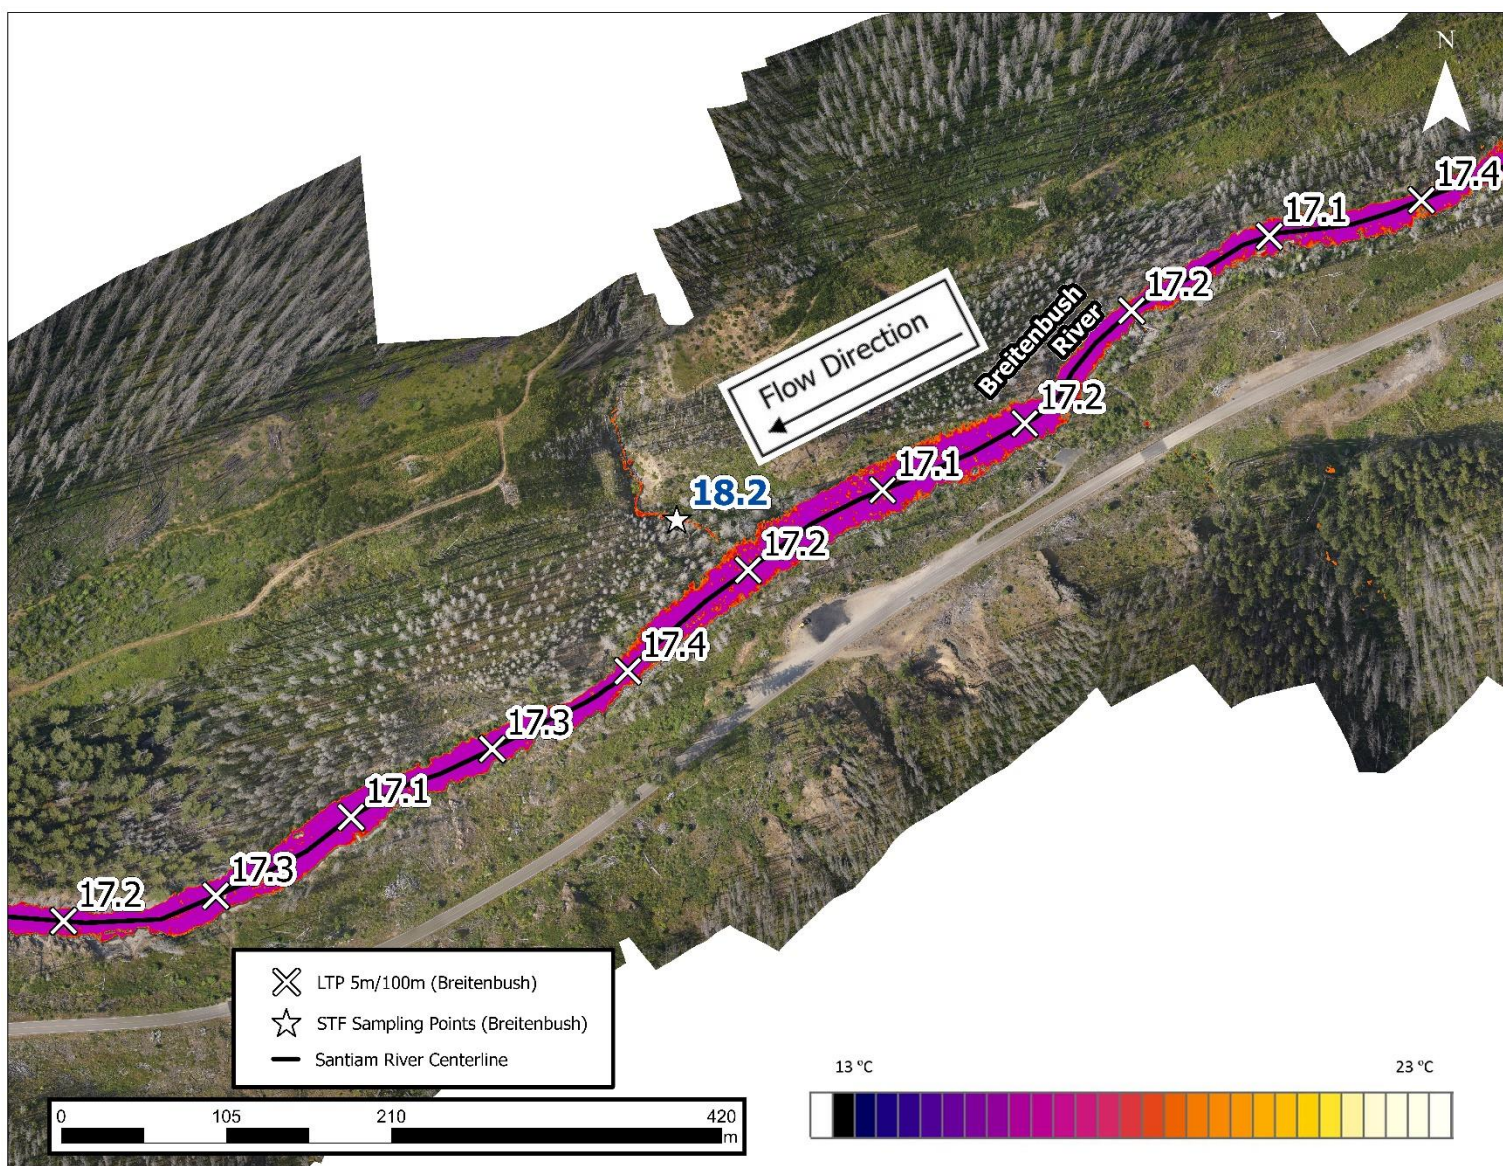 N
17.4
17.1
17.2
Breitenbush
River
Flow Direction
17.2
17.1
18.2
17.2
17.4
17.3
17.1
17.3
17.2
LTP 5m/100m (Breitenbush)
STF Sampling Points (Breitenbush)
Santiam River Centerline
13 °C
23 °C
0 105 210 420
m